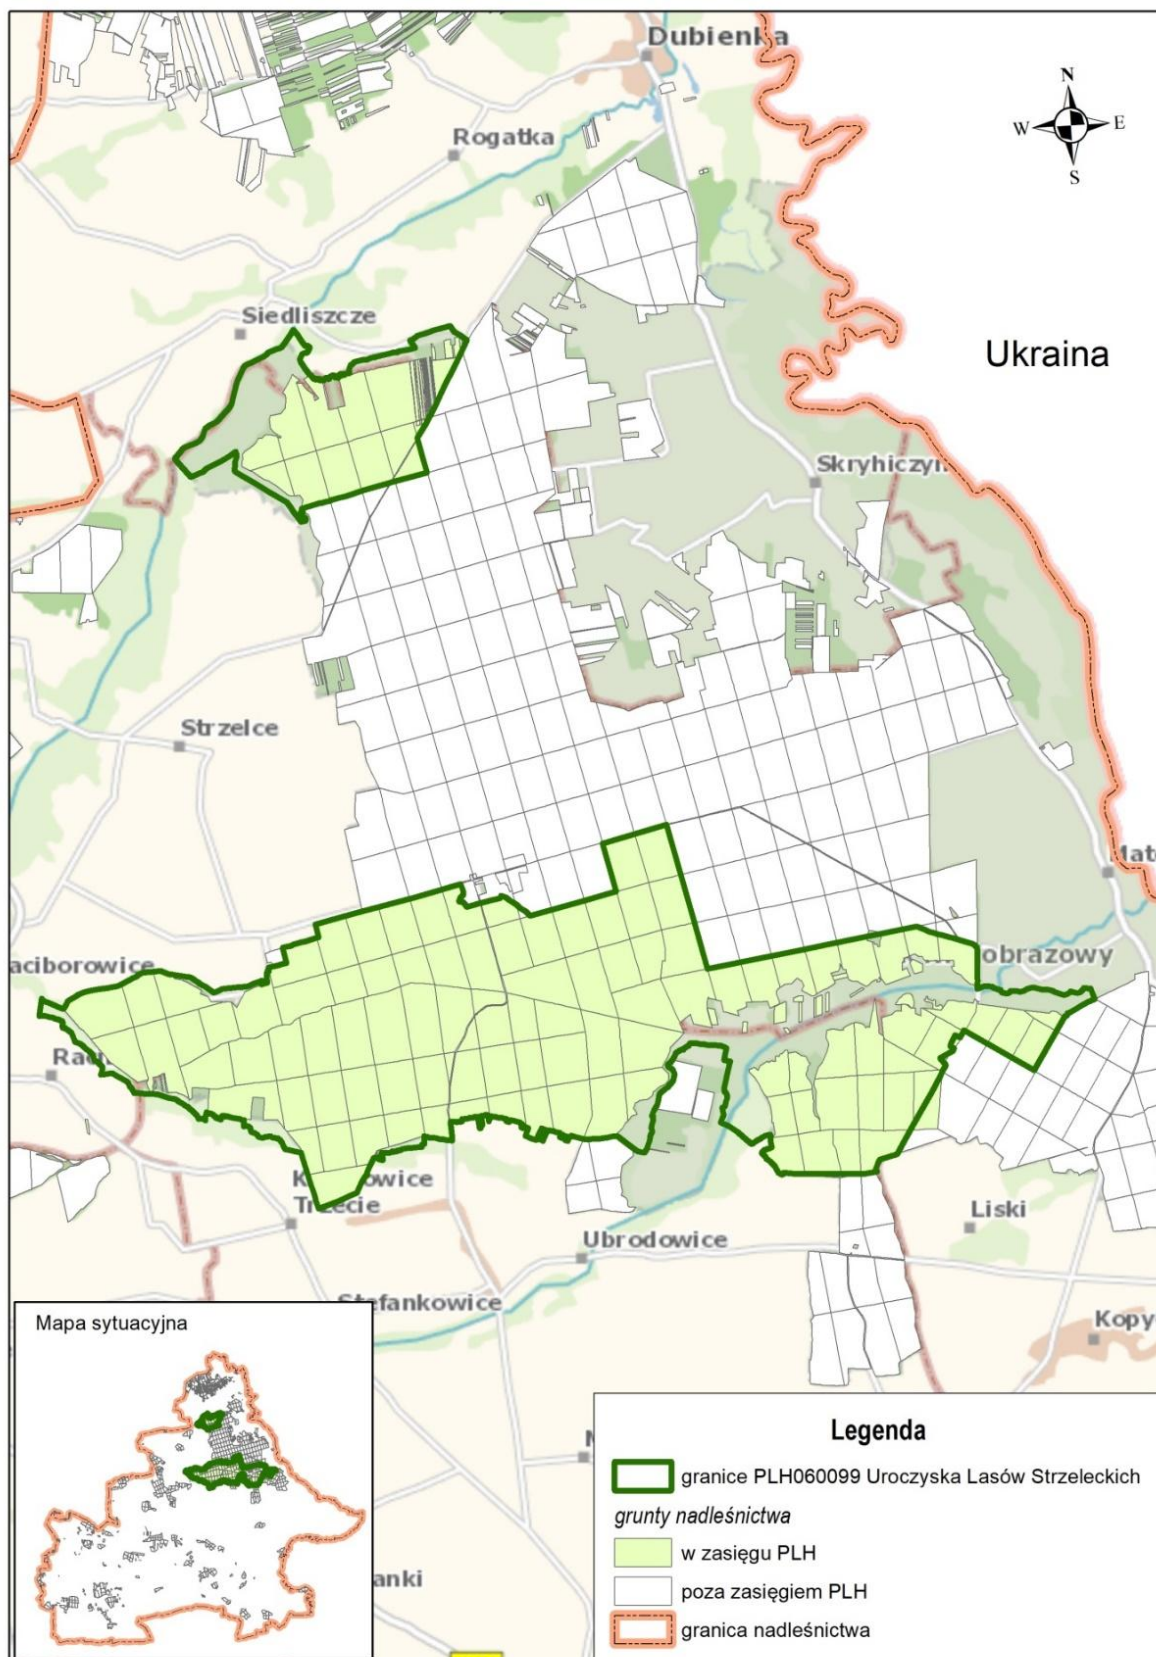 Dubienka
N
W
E
S
Rogatka
Siedliszcze
Ukraina
Skryhiczyn
Strzelce
obrazowy
aciborowice
Trzecie
Liski
Ubrodowice
Stefankowice
Mapa sytuacyjna
anki
Legenda
granice PLH060099 Uroczyska Lasów Strzeleckich
grunty nadleśnictwa
w zasięgu PLH
poza zasięgiem PLH
granica nadleśnictwa